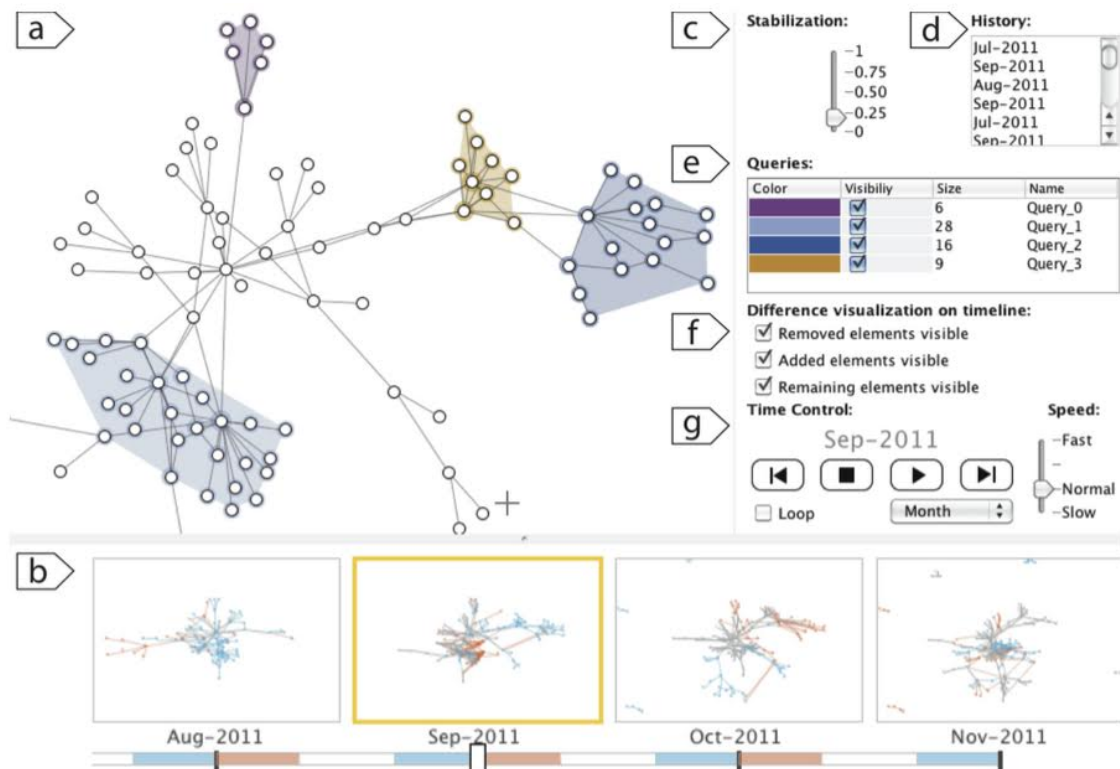 a
c
Stabilization:
1
0.75
0.50
0.25
0
d
History:
Jul-2011
Sep-2011
Aug-2011
Sep-2011
Jul-2011
Sep-2011
e
Queries:
Color Visibiliy Size Name
6 Query_0
28 Query_1
16 Query_2
9 Query_3
f
Difference visualization on timeline:
Removed elements visible
Added elements visible
Remaining elements visible
g
Time Control:
Sep-2011
Loop
Month
Speed:
Fast
Normal
Slow
b
Aug-2011 Sep-2011 Oct-2011 Nov-2011